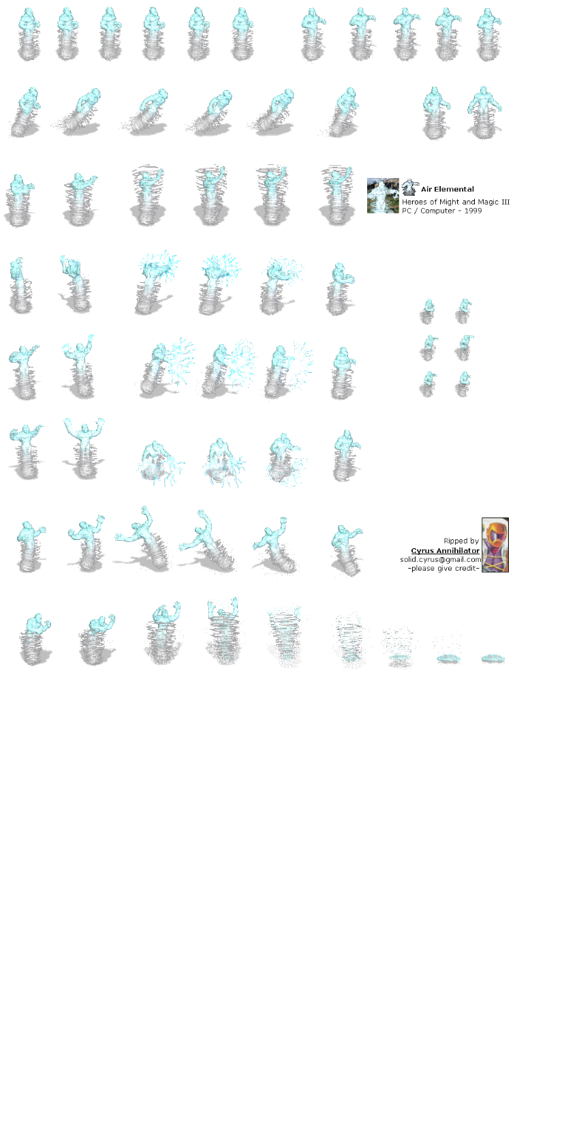 Air Elemental
Heroes of Might and Magic III
PC / Computer - 1999
Ripped by
Cyrus Annihilator
solid.cyrus@gmail.com
~please give credit~